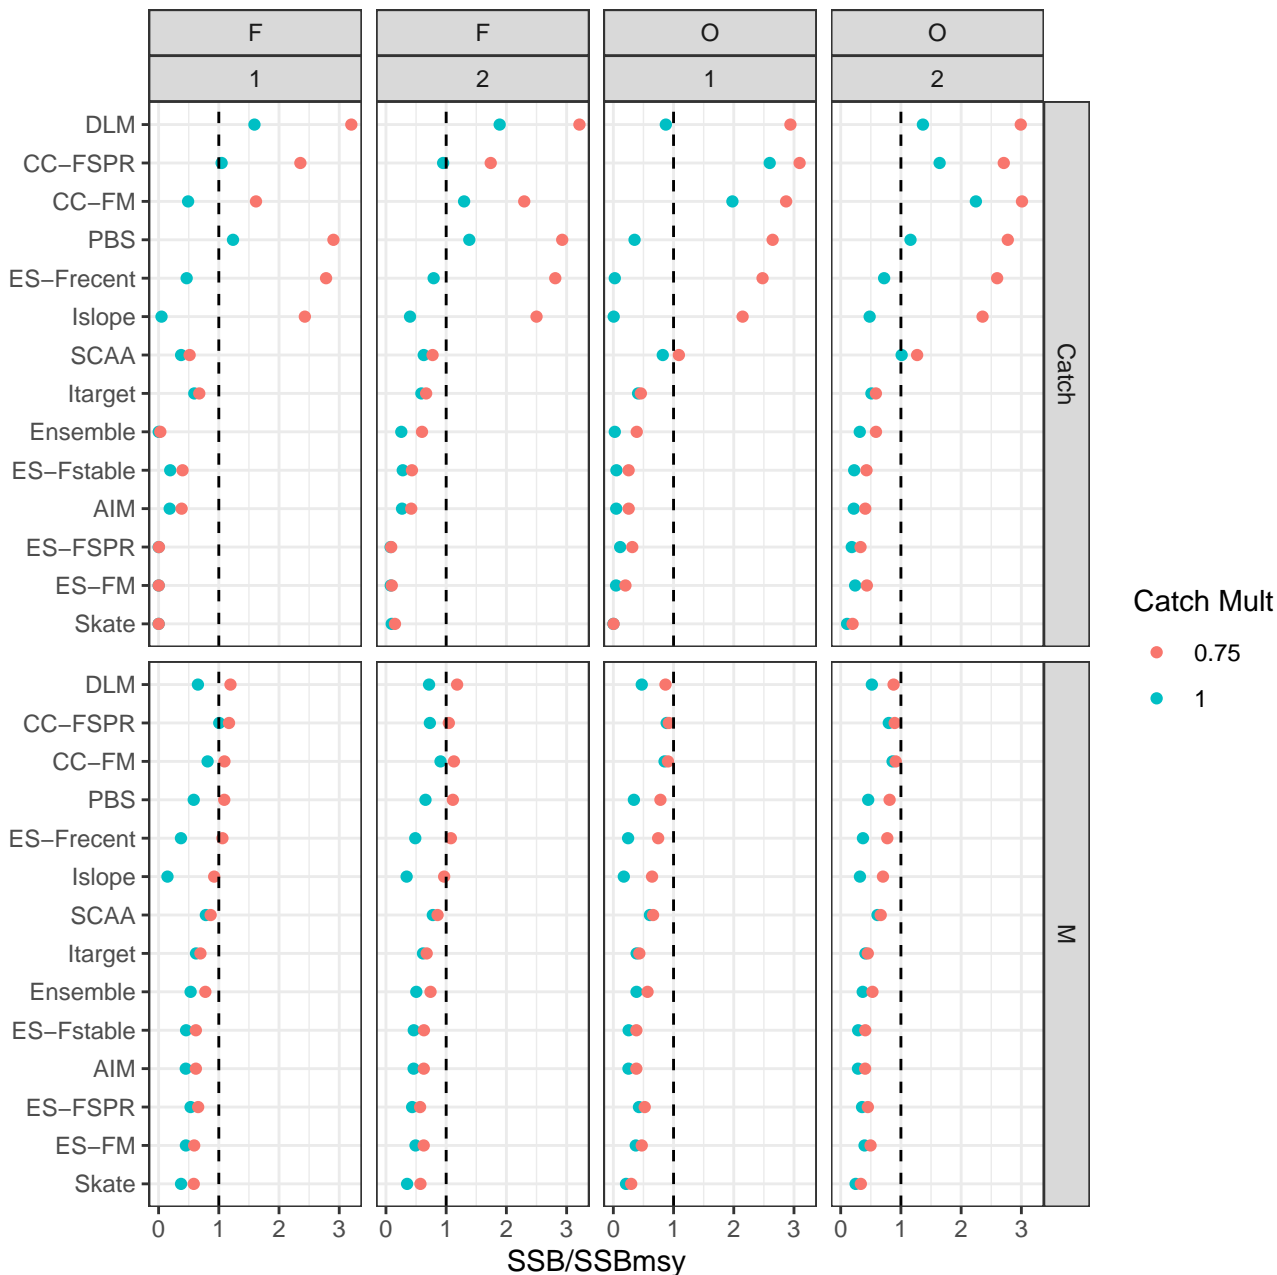 F F O O
1 2 1 2
DLM
CC−FSPR
CC−FM
PBS
ES−Frecent
Islope
SCAA
Itarget
Ensemble
ES−Fstable
AIM
ES−FSPR
ES−FM
Skate
Catch
DLM
CC−FSPR
CC−FM
PBS
ES−Frecent
Islope
SCAA
Itarget
Ensemble
ES−Fstable
AIM
ES−FSPR
ES−FM
Skate
M
0 1 2 3 0 1 2 3 0 1 2 3 0 1 2 3
SSB/SSBmsy
Catch Mult
0.75
1